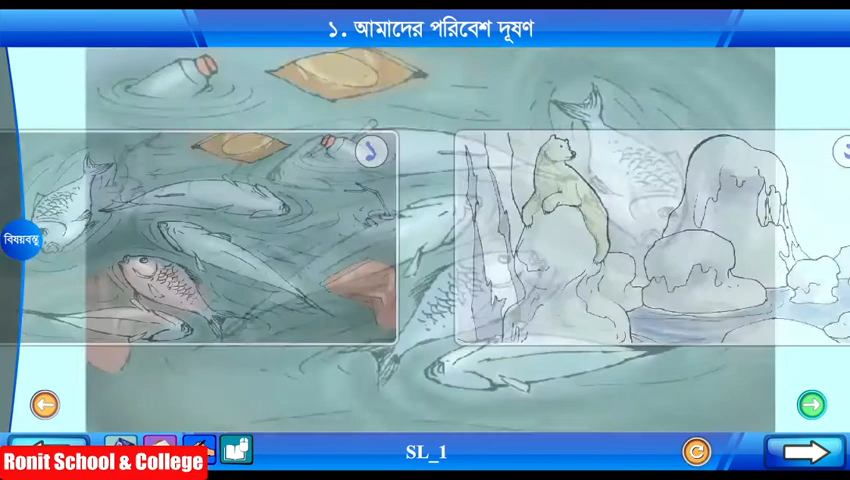 ১. আমাদের পরিবেশ দূষণ
১
বিষয়বস্তু
SL_1
Ronit School & College